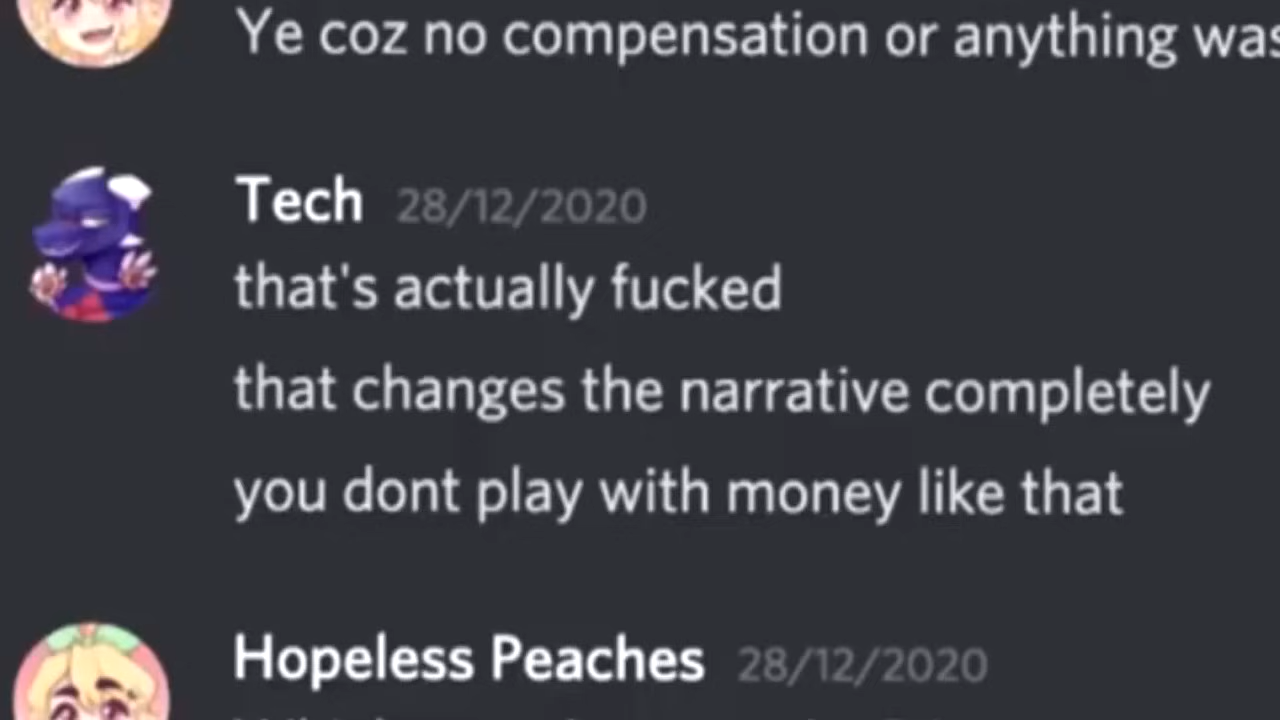 Ye coz no compensation or anything was
Tech 28/12/2020
that's actually fucked
that changes the narrative completely
you dont play with money like that
Hopeless Peaches 28/12/2020